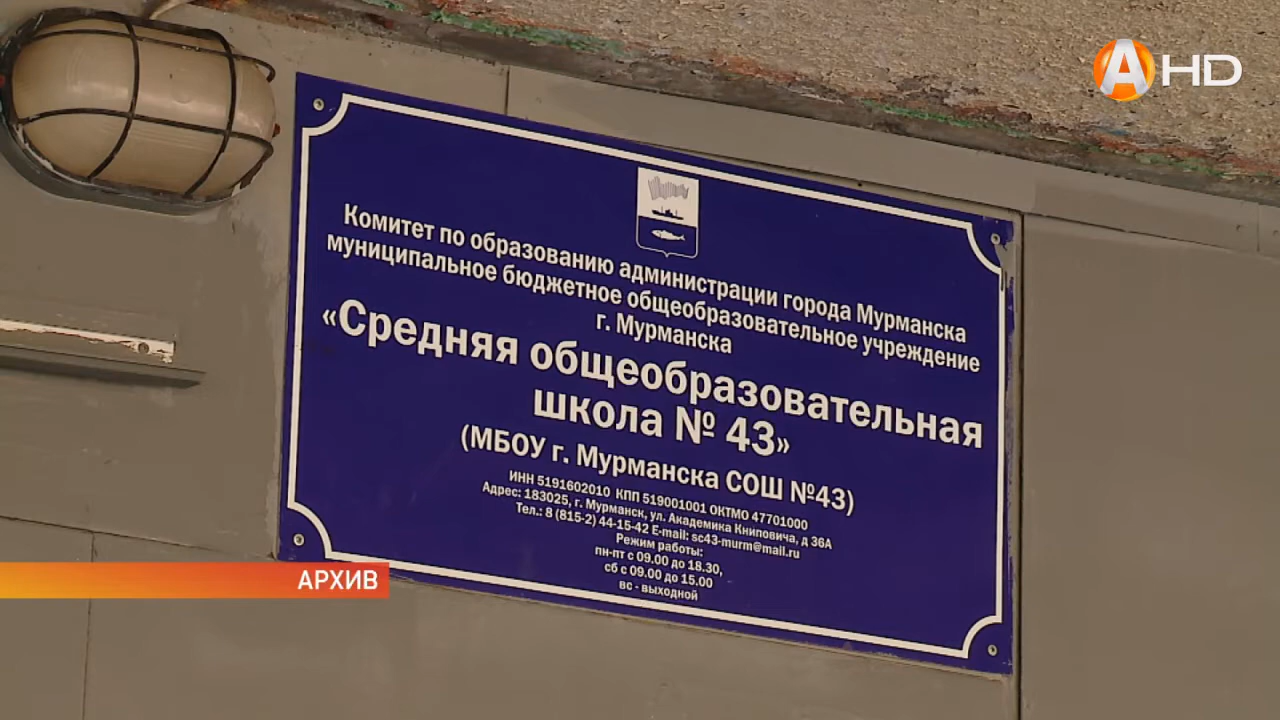 А HD
Комитет по образованию администрации города Мурманска
муниципальное бюджетное общеобразовательное учреждение
г. Мурманска
«Средняя общеобразовательная
школа № 43»
(МБОУ г. Мурманска СОШ №43)
ИНН 5191602010 КПП 519001001 ОКТМО 47701000
Адрес: 183025, г. Мурманск, ул. Академика Книповича, д 36А
Тел.: 8 (815-2) 44-15-42 E-mail: sc43-murm@mail.ru
Режим работы:
пн-пт с 09.00 до 18.30,
сб с 09.00 до 15.00
вс - выходной
АРХИВ